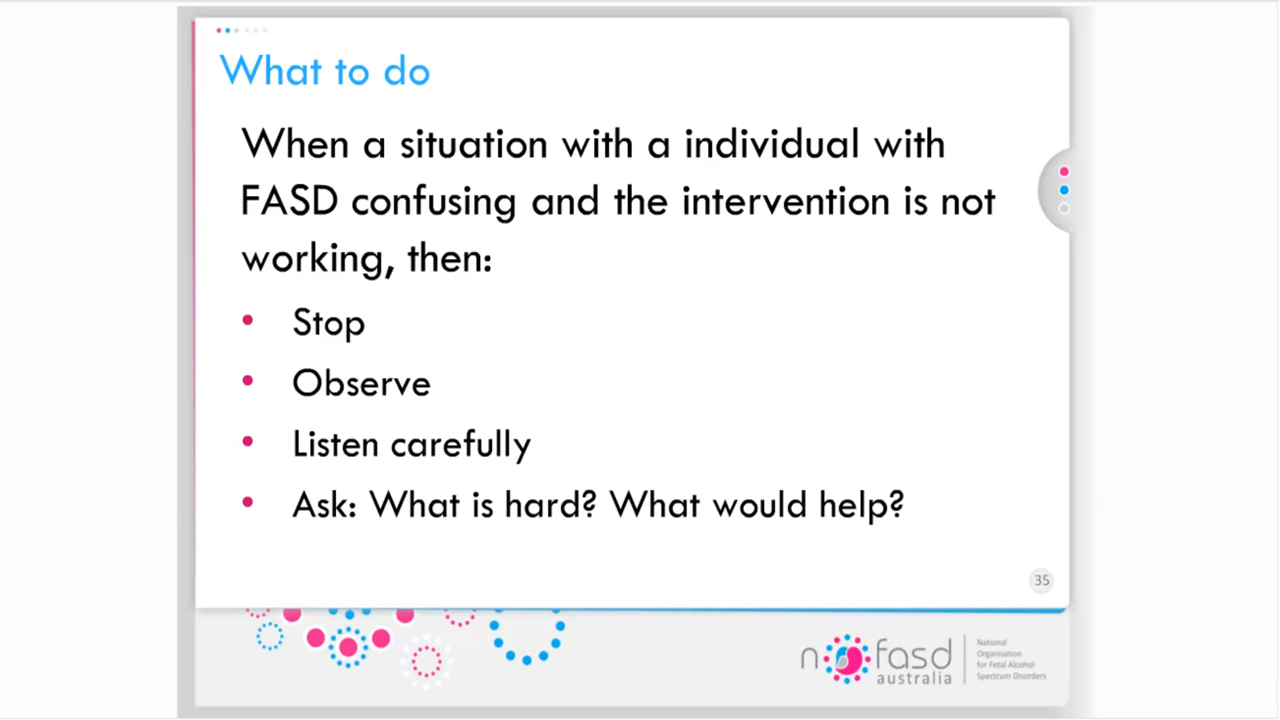 What to do
When a situation with a individual with
FASD confusing and the intervention is not
working, then:
• Stop
• Observe
• Listen carefully
• Ask: What is hard? What would help?
35
nofasd
australia
National
Organisation
for Fetal Alcohol
Spectrum Disorders